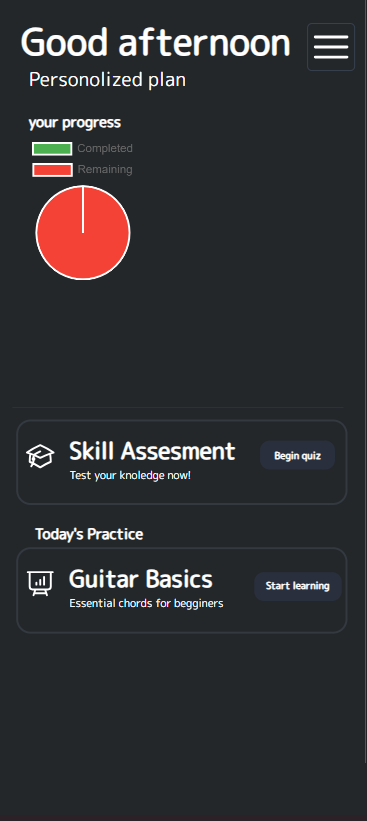 Good afternoon
Personolized plan
your progress
Completed
Remaining
Skill Assesment
Test your knoledge now!
Begin quiz
Today's Practice
Guitar Basics
Essential chords for begginers
Start learning